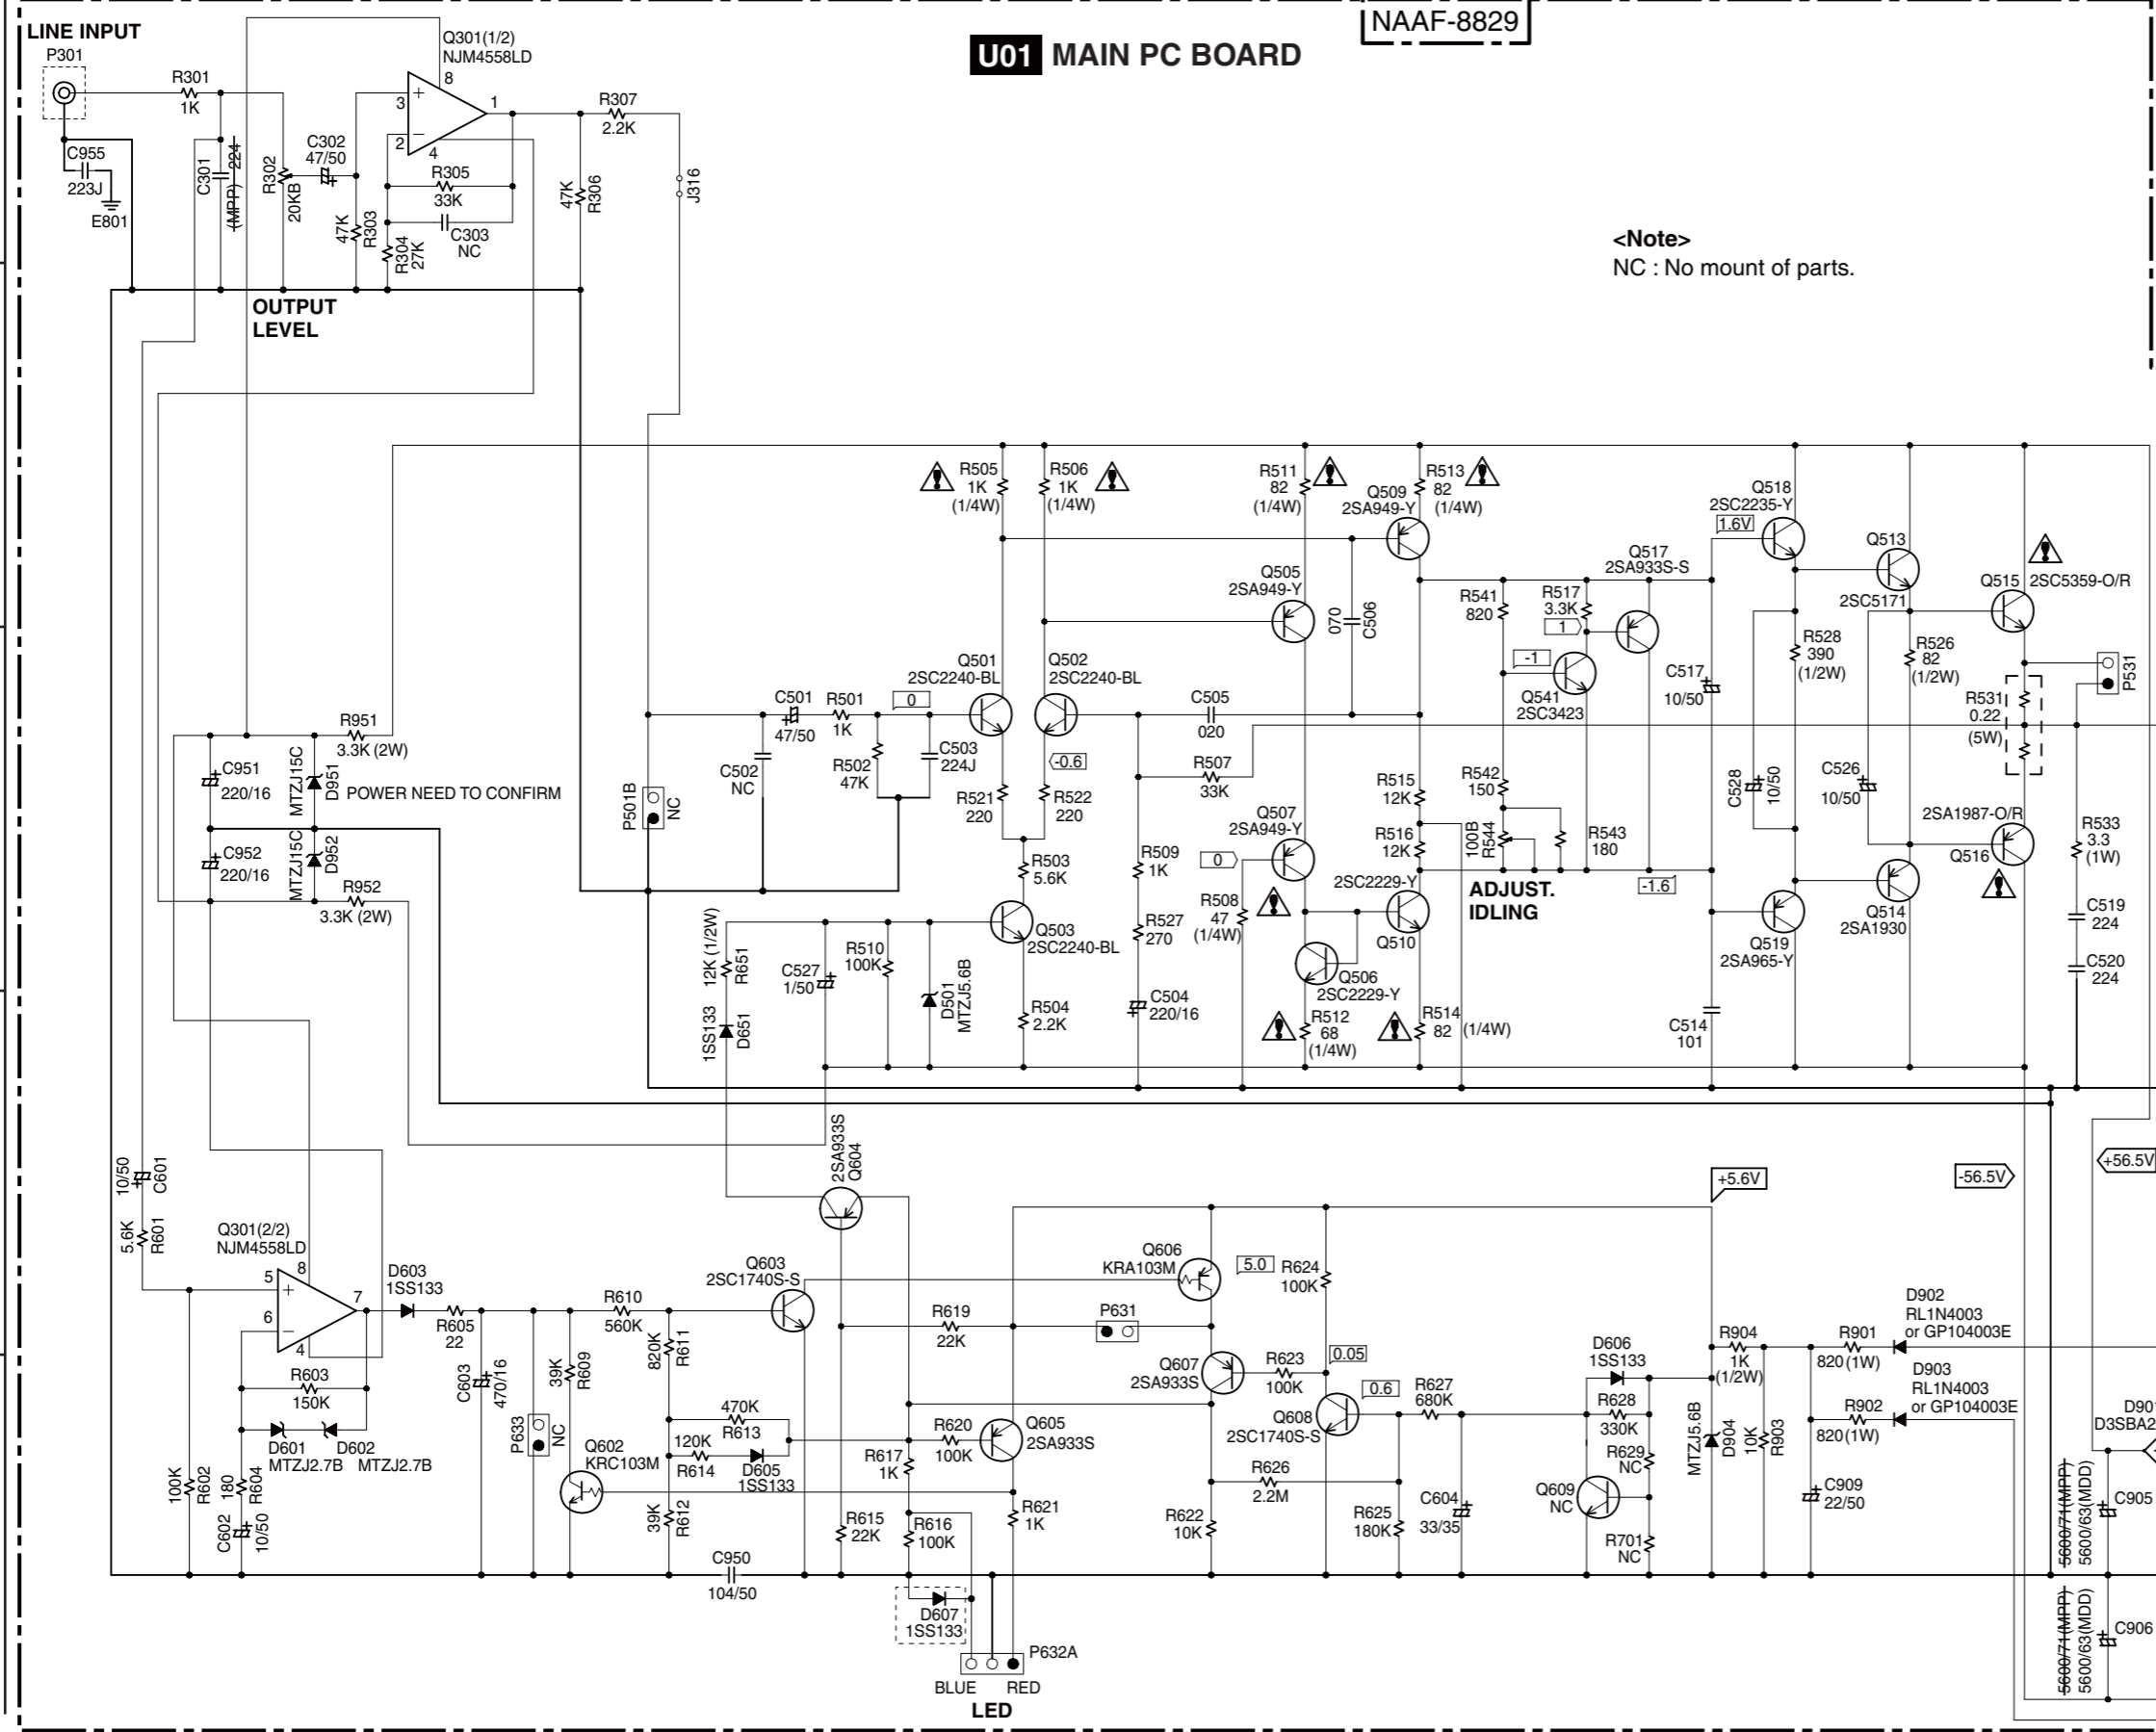 NAAF-8829
U01 MAIN PC BOARD
LINE INPUT
P301
R301
1K
C955
223J
E801
C301
224
(MPP)
R302
20KB
C302
47/50
Q301(1/2)
NJM4558LD
8
3
+
2
−
4
1
R305
33K
C303
NC
47K
R303
R304
27K
R307
2.2K
47K
R306
J316
OUTPUT
LEVEL
<Note>
NC : No mount of parts.
R951
3.3K (2W)
C951
220/16
MTZJ15C
D951
POWER NEED TO CONFIRM
C952
220/16
MTZJ15C
D952
R952
3.3K (2W)
P501B
NC
C501
47/50
R501
1K
0
C502
NC
R502
47K
C503
224J
R505
1K
(1/4W)
R506
1K
(1/4W)
Q501
2SC2240-BL
Q502
2SC2240-BL
-0.6
R521
220
R522
220
R503
5.6K
Q503
2SC2240-BL
R504
2.2K
12K (1/2W)
R651
1SS133
D651
C527
1/50
R510
100K
D501
MTZJ5.6B
C505
020
R507
33K
R509
1K
R527
270
C504
220/16
R511
82
(1/4W)
Q505
2SA949-Y
070
C506
Q509
2SA949-Y
R513
82
(1/4W)
Q507
2SA949-Y
0
R508
47
(1/4W)
2SC2229-Y
Q510
Q506
2SC2229-Y
R512
68
(1/4W)
R514
82 (1/4W)
R515
12K
R516
12K
R541
820
R517
3.3K
1
-1
Q517
2SA933S-S
Q541
2SC3423
R542
150
100B
R544
R543
180
ADJUST.
IDLING
-1.6
C517
10/50
C514
101
Q518
2SC2235-Y
1.6V
Q513
2SC5171
Q515
2SC5359-O/R
R528
390
(1/2W)
R526
82
(1/2W)
R531
0.22
(5W)
P531
C528
10/50
C526
10/50
2SA1987-O/R
Q516
R533
3.3
(1W)
Q519
2SA965-Y
Q514
2SA1930
C519
224
C520
224
10/50
C601
5.6K
R601
Q301(2/2)
NJM4558LD
8
5
+
6
−
4
7
R603
150K
D601
MTZJ2.7B
D602
MTZJ2.7B
100K
R602
180
R604
C602
10/50
D603
1SS133
R605
22
C603
470/16
P633
NC
39K
R609
R610
560K
Q602
KRC103M
820K
R611
470K
R613
120K
R614
D605
1SS133
39K
R612
C950
104/50
Q603
2SC1740S-S
2SA933S
Q604
R619
22K
R620
100K
R617
1K
R615
22K
R616
100K
Q605
2SA933S
R621
1K
D607
1SS133
P632A
BLUE
RED
LED
P631
Q606
KRA103M
5.0
R624
100K
Q607
2SA933S
R623
100K
0.05
0.6
Q608
2SC1740S-S
R626
2.2M
R622
10K
R625
180K
R627
680K
C604
33/35
D606
1SS133
R628
330K
R629
NC
Q609
NC
R701
NC
+5.6V
-56.5V
+56.5V
R904
1K
(1/2W)
MTZJ5.6B
D904
10K
R903
R901
820 (1W)
R902
820 (1W)
C909
22/50
D902
RL1N4003
or GP104003E
D903
RL1N4003
or GP104003E
D901
D3SBA2
5600/71(MPP)
5600/63(MDD)
C905
5600/71(MPP)
5600/63(MDD)
C906